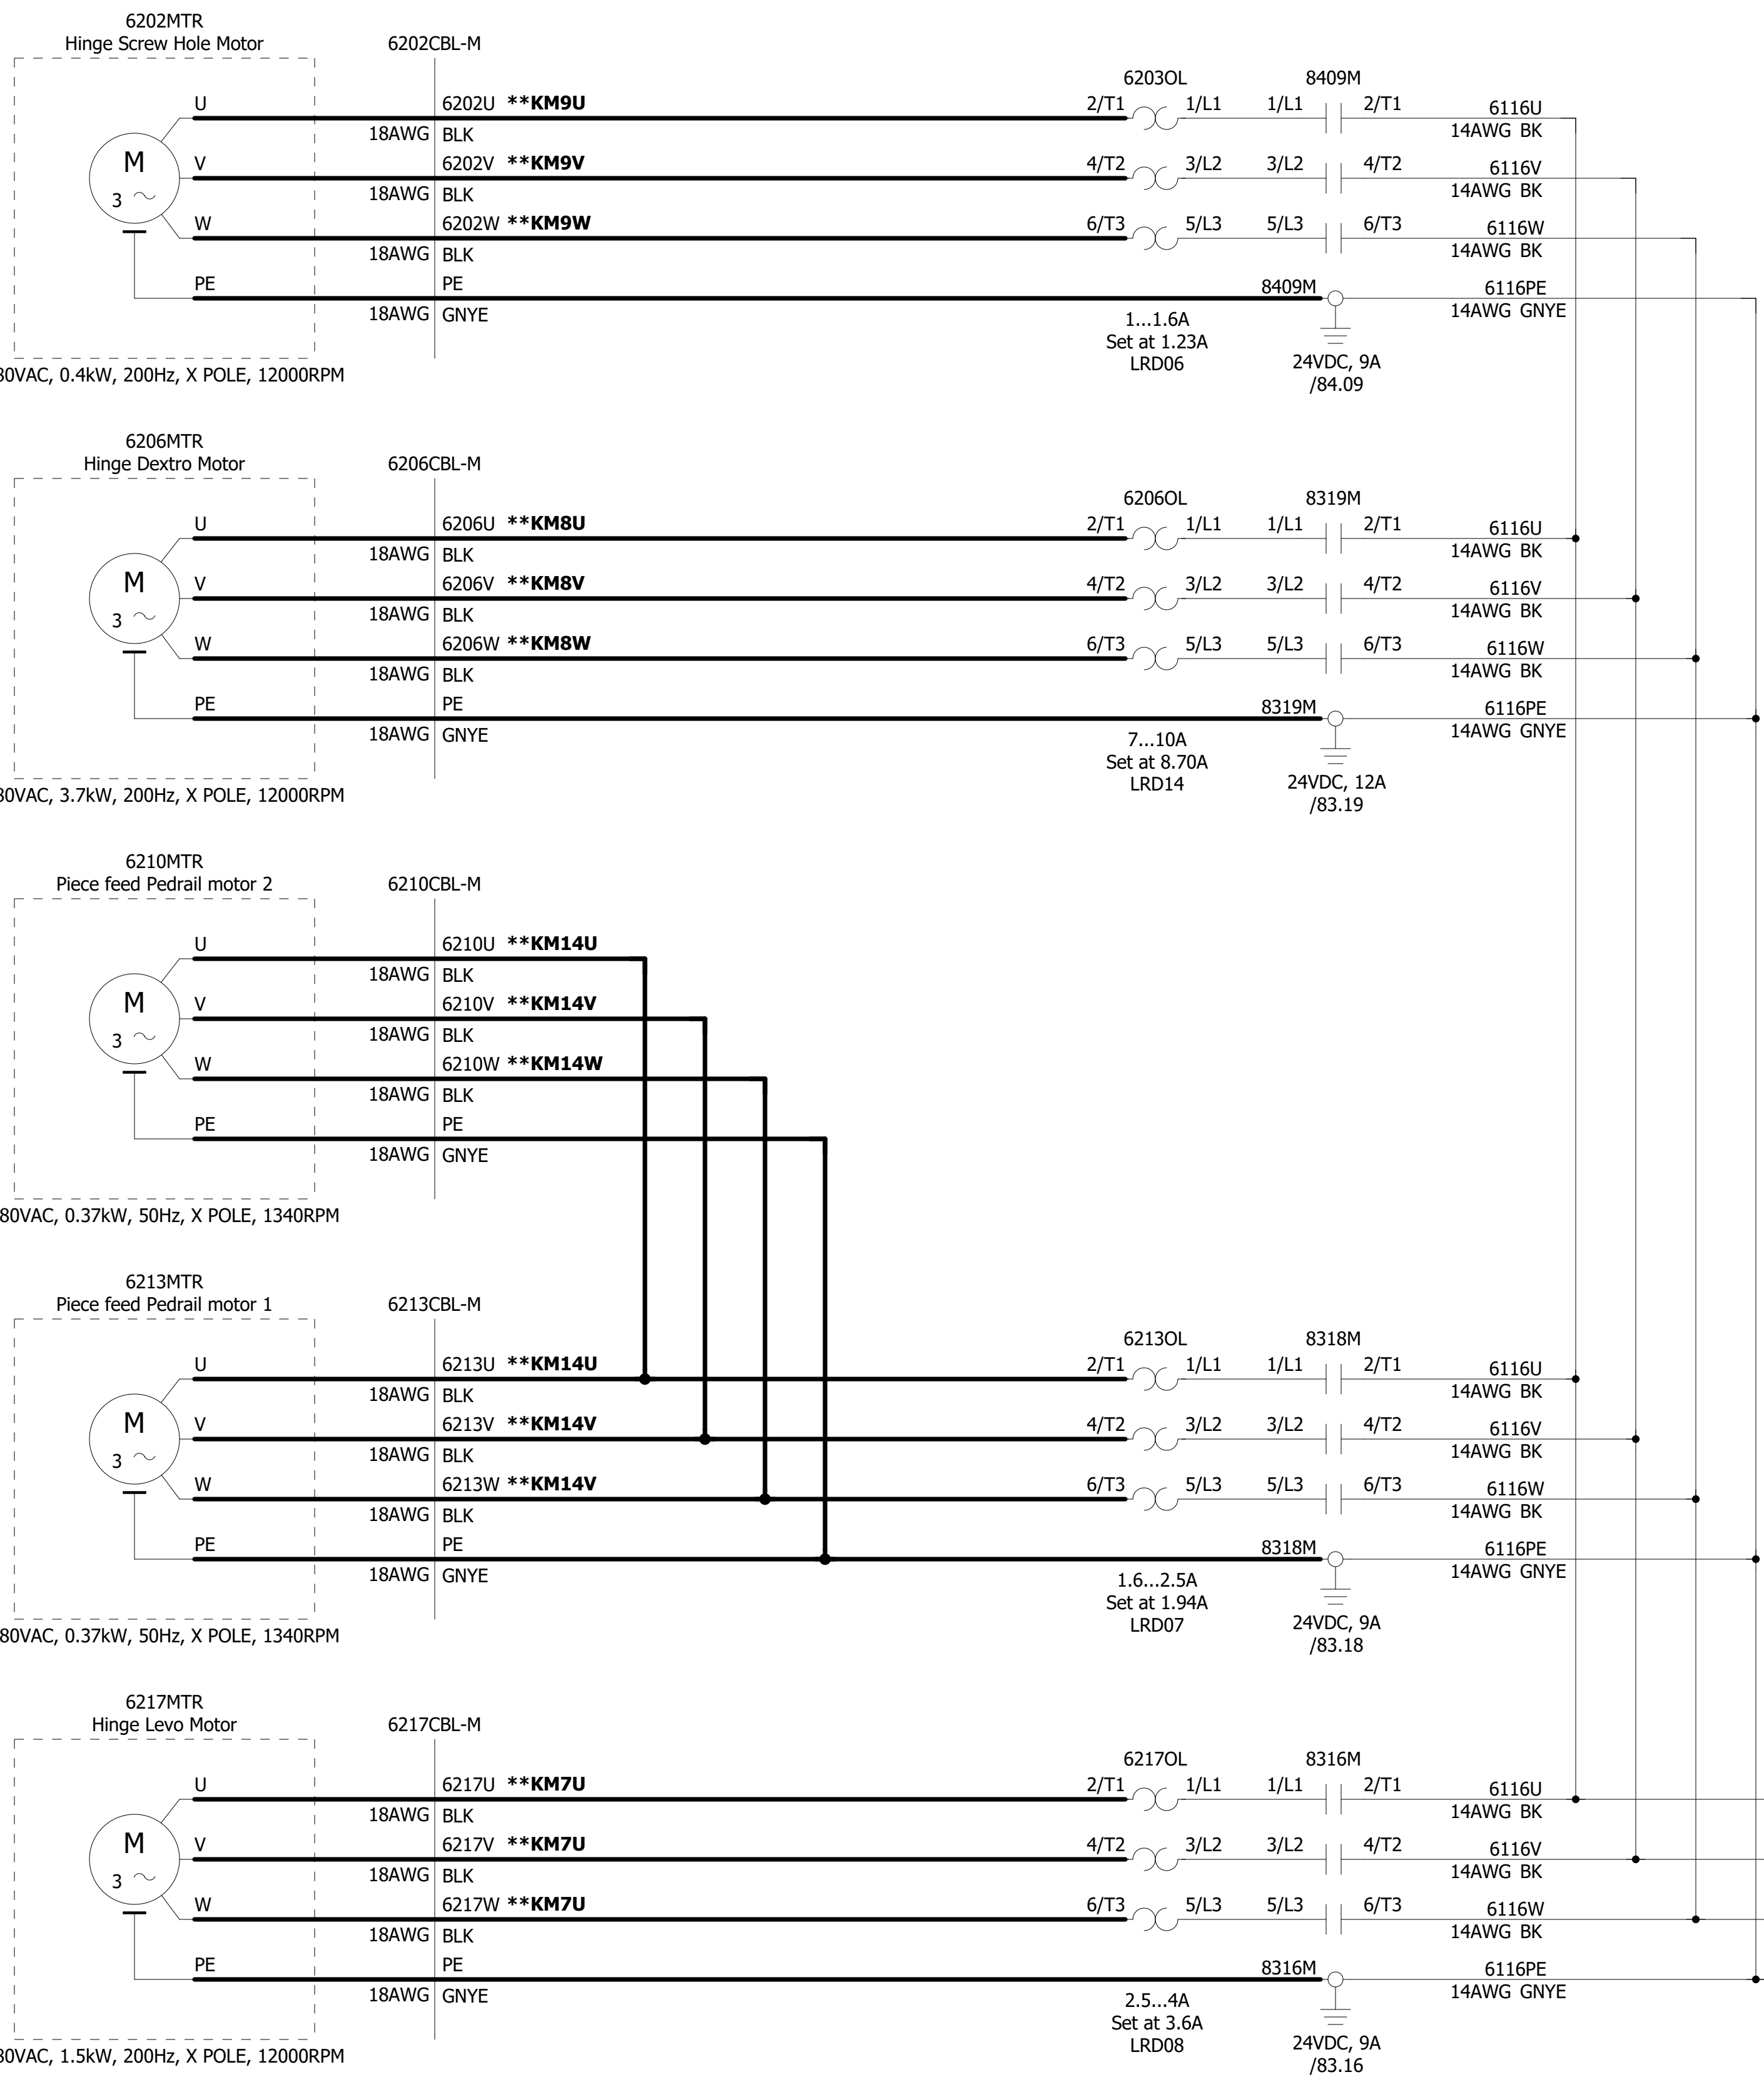 6202MTR
Hinge Screw Hole Motor
6202CBL-M
6203OL 8409M
U 6202U **KM9U 2/T1 1/L1 1/L1 2/T1 6116U
18AWG BLK 14AWG BK
V 6202V **KM9V 4/T2 3/L2 3/L2 4/T2 6116V
18AWG BLK 14AWG BK
W 6202W **KM9W 6/T3 5/L3 5/L3 6/T3 6116W
18AWG BLK 14AWG BK
M
3
PE PE 8409M 6116PE
18AWG GNYE 14AWG GNYE
1...1.6A
Set at 1.23A
LRD06
24VDC, 9A
/84.09
80VAC, 0.4kW, 200Hz, X POLE, 12000RPM
6206MTR
Hinge Dextro Motor
6206CBL-M
6206OL 8319M
U 6206U **KM8U 2/T1 1/L1 1/L1 2/T1 6116U
18AWG BLK 14AWG BK
V 6206V **KM8V 4/T2 3/L2 3/L2 4/T2 6116V
18AWG BLK 14AWG BK
W 6206W **KM8W 6/T3 5/L3 5/L3 6/T3 6116W
18AWG BLK 14AWG BK
M
3
PE PE 8319M 6116PE
18AWG GNYE 14AWG GNYE
7...10A
Set at 8.70A
LRD14
24VDC, 12A
/83.19
80VAC, 3.7kW, 200Hz, X POLE, 12000RPM
6210MTR
Piece feed Pedrail motor 2
6210CBL-M
U 6210U **KM14U
18AWG BLK
V 6210V **KM14V
18AWG BLK
W 6210W **KM14W
18AWG BLK
M
3
PE PE
18AWG GNYE
80VAC, 0.37kW, 50Hz, X POLE, 1340RPM
6213MTR
Piece feed Pedrail motor 1
6213CBL-M
6213OL 8318M
U 6213U **KM14U 2/T1 1/L1 1/L1 2/T1 6116U
18AWG BLK 14AWG BK
V 6213V **KM14V 4/T2 3/L2 3/L2 4/T2 6116V
18AWG BLK 14AWG BK
W 6213W **KM14V 6/T3 5/L3 5/L3 6/T3 6116W
18AWG BLK 14AWG BK
M
3
PE PE 8318M 6116PE
18AWG GNYE 14AWG GNYE
1.6...2.5A
Set at 1.94A
LRD07
24VDC, 9A
/83.18
80VAC, 0.37kW, 50Hz, X POLE, 1340RPM
6217MTR
Hinge Levo Motor
6217CBL-M
6217OL 8316M
U 6217U **KM7U 2/T1 1/L1 1/L1 2/T1 6116U
18AWG BLK 14AWG BK
V 6217V **KM7U 4/T2 3/L2 3/L2 4/T2 6116V
18AWG BLK 14AWG BK
W 6217W **KM7U 6/T3 5/L3 5/L3 6/T3 6116W
18AWG BLK 14AWG BK
M
3
PE PE 8316M 6116PE
18AWG GNYE 14AWG GNYE
2.5...4A
Set at 3.6A
LRD08
24VDC, 9A
/83.16
80VAC, 1.5kW, 200Hz, X POLE, 12000RPM